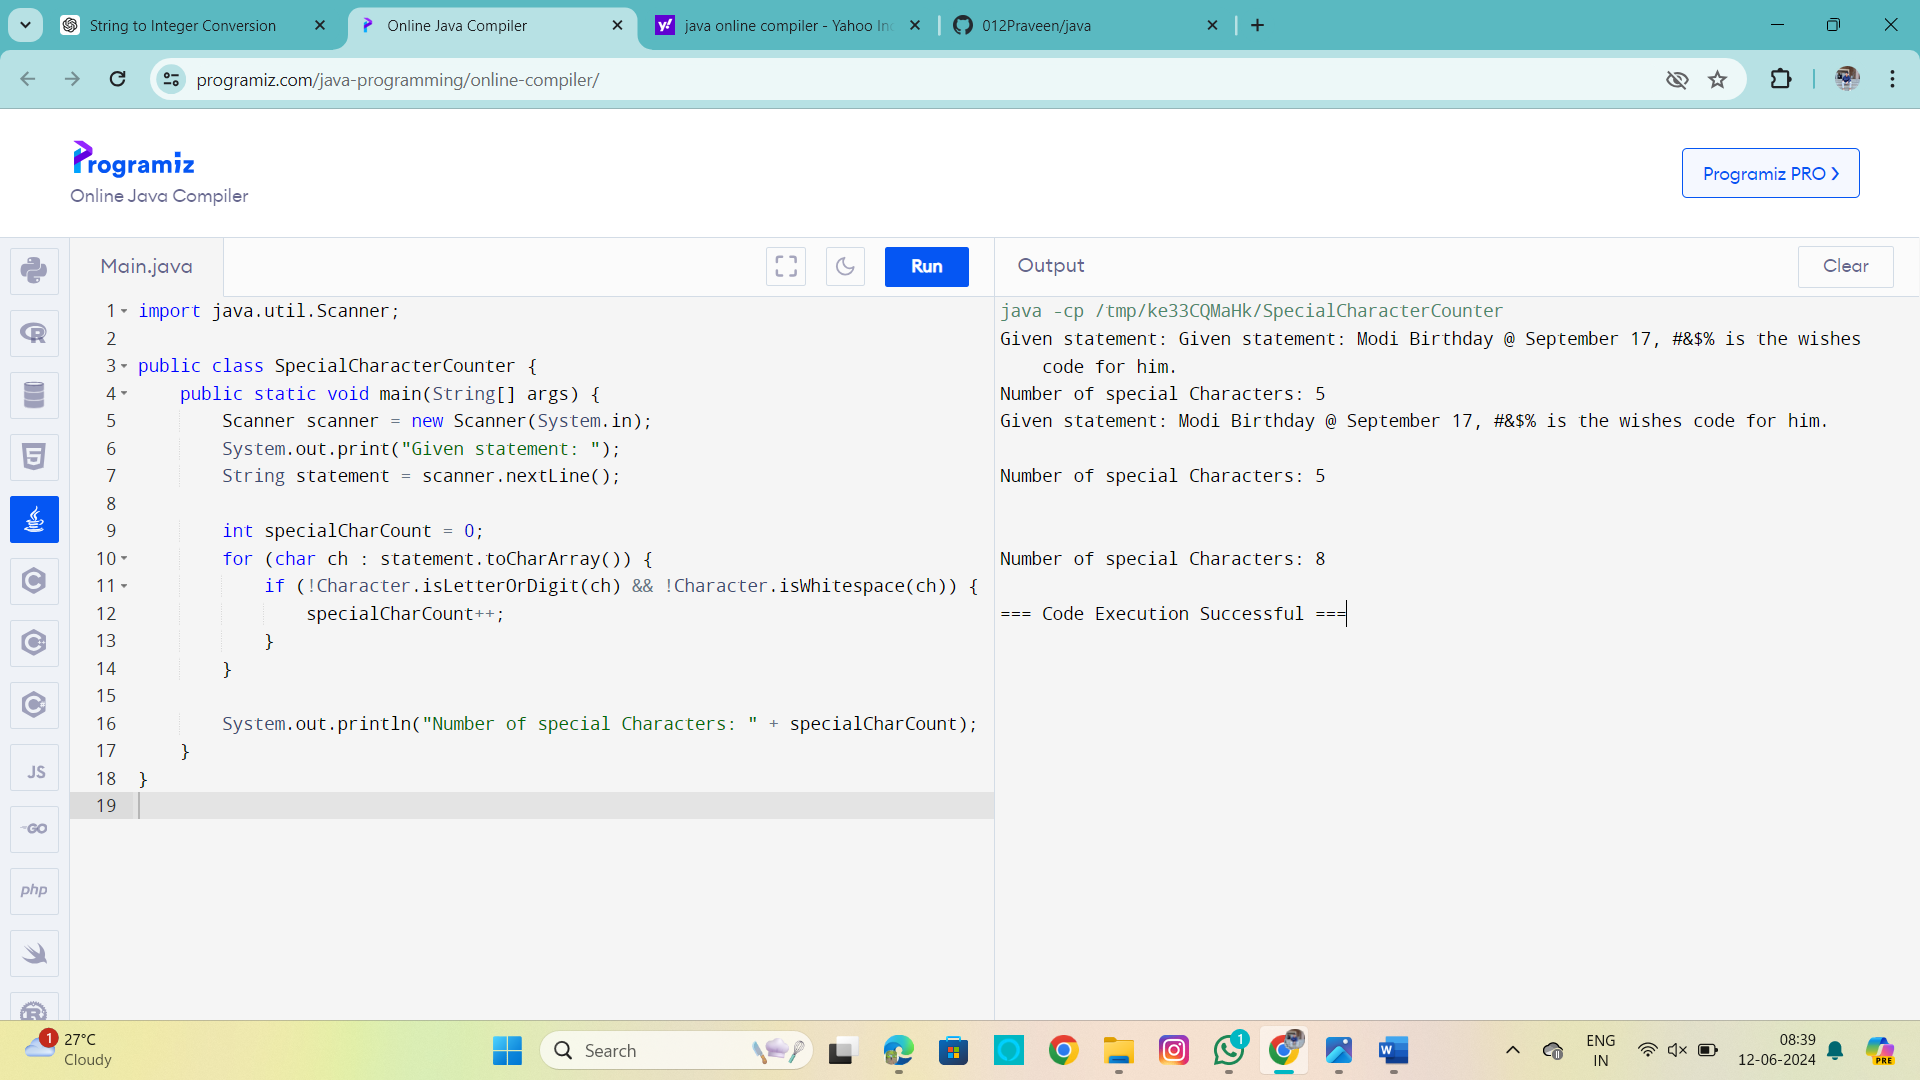 String to Integer Conversion
Online Java Compiler
java online compiler - Yahoo Inc
012Praveen/java
programiz.com/java-programming/online-compiler/
Programiz
Online Java Compiler
Programiz PRO
Main.java
Run
Output
Clear
1 import java.util.Scanner;
2
3 public class SpecialCharacterCounter {
4 public static void main(String[] args) {
5 Scanner scanner = new Scanner(System.in);
6 System.out.print("Given statement: ");
7 String statement = scanner.nextLine();
8
9 int specialCharCount = 0;
10 for (char ch : statement.toCharArray()) {
11 if (!Character.isLetterOrDigit(ch) && !Character.isWhitespace(ch)) {
12 specialCharCount++;
13 }
14 }
15
16 System.out.println("Number of special Characters: " + specialCharCount);
17 }
18 }
19
java -cp /tmp/ke33CQMaHk/SpecialCharacterCounter
Given statement: Given statement: Modi Birthday @ September 17, #&$% is the wishes
code for him.
Number of special Characters: 5
Given statement: Modi Birthday @ September 17, #&$% is the wishes code for him.
Number of special Characters: 5
Number of special Characters: 8
=== Code Execution Successful ===
JS
GO
php
1
27°C
Cloudy
Search
1
W
ENG
IN
08:39
12-06-2024
PRE